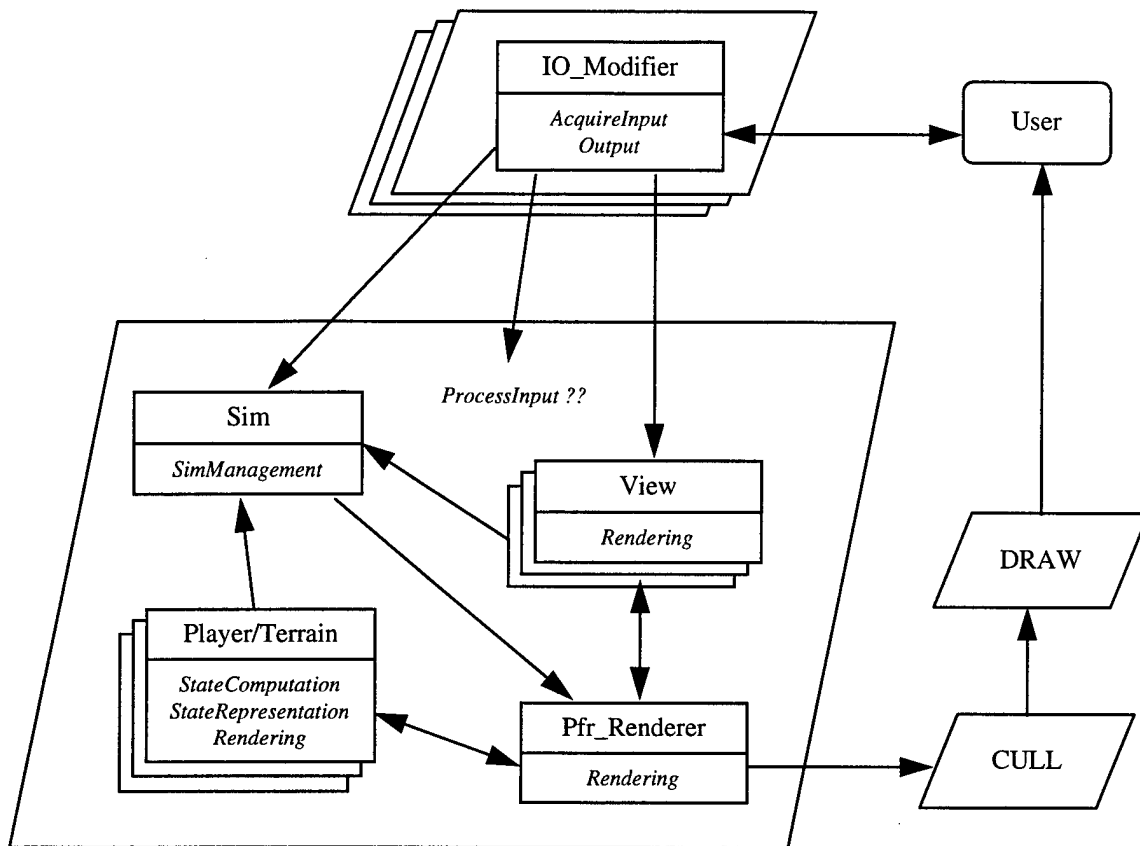 IO_Modifier
AcquireInput
Output
User
ProcessInput ??
Sim
SimManagement
View
Rendering
DRAW
Player/Terrain
StateComputation
StateRepresentation
Rendering
Pfr_Renderer
Rendering
CULL